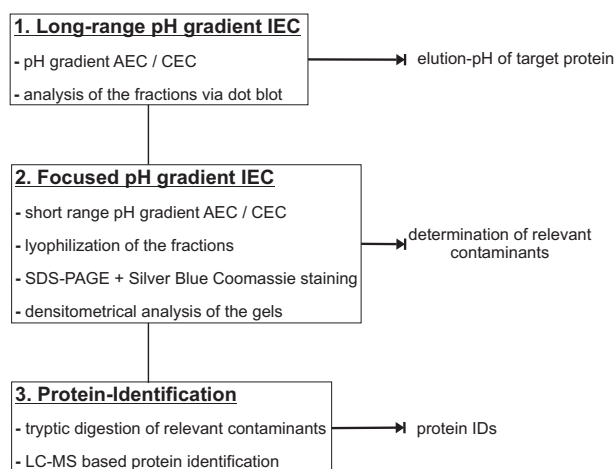 1. Long-range pH gradient IEC
- pH gradient AEC / CEC
- analysis of the fractions via dot blot
elution-pH of target protein
2. Focused pH gradient IEC
- short range pH gradient AEC / CEC
- lyophilization of the fractions
- SDS-PAGE + Silver Blue Coomassie staining
- densitometrical analysis of the gels
determination of relevant
contaminants
3. Protein-Identification
- tryptic digestion of relevant contaminants
- LC-MS based protein identification
protein IDs